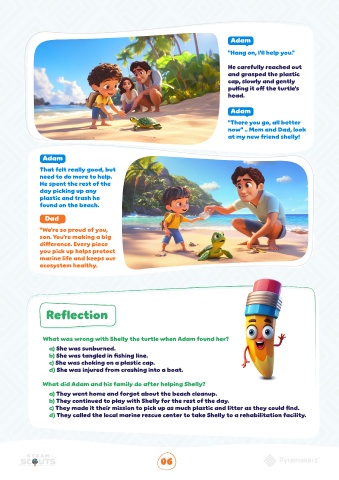 Adam
"Hang on, I'll help you."
He carefully reached out
and grasped the plastic
cap, slowly and gently
pulling it off the turtle's
head.
Adam
"There you go, all better
now" .. Mom and Dad, look
at my new friend shelly!
Adam
That felt really good, but
need to do more to help.
He spent the rest of the
day picking up any
plastic and trash he
found on the beach.
Dad
"We're so proud of you,
son. You're making a big
difference. Every piece
you pick up helps protect
marine life and keeps our
ecosystem healthy.
Reflection
What was wrong with Shelly the turtle when Adam found her?
a) She was sunburned.
b) She was tangled in fishing line.
c) She was choking on a plastic cap.
d) She was injured from crashing into a boat.
What did Adam and his family do after helping Shelly?
a) They went home and forgot about the beach cleanup.
b) They continued to play with Shelly for the rest of the day.
c) They made it their mission to pick up as much plastic and litter as they could find.
d) They called the local marine rescue center to take Shelly to a rehabilitation facility.
SCOUTS
06